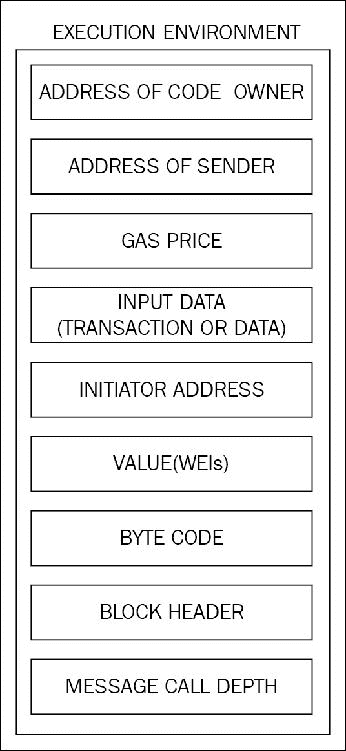 EXECUTION ENVIRONMENT
ADDRESS OF CODE OWNER
ADDRESS OF SENDER
GAS PRICE
INPUT DATA
(TRANSACTION OR DATA)
INITIATOR ADDRESS
VALUE(WEIs)
BYTE CODE
BLOCK HEADER
MESSAGE CALL DEPTH